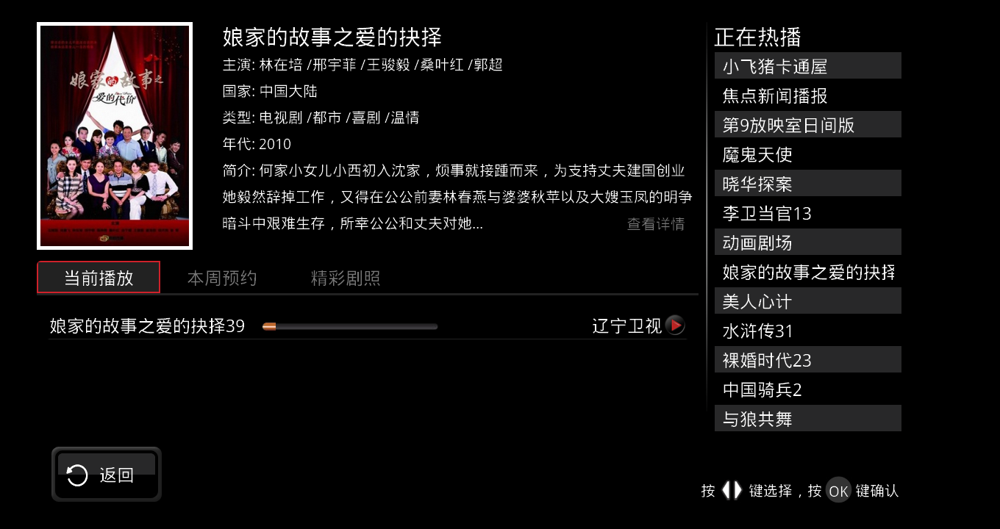 娘家的故事之
爱的代价
娘家的故事之爱的抉择
主演: 林在培 /邢宇菲 /王骏毅 /桑叶红 /郭超
国家: 中国大陆
类型: 电视剧 /都市 /喜剧 /温情
年代: 2010
简介: 何家小女儿小西初入沈家，烦事就接踵而来，为支持丈夫建国创业
她毅然辞掉工作，又得在公公前妻林春燕与婆婆秋苹以及大嫂玉凤的明争
暗斗中艰难生存，所幸公公和丈夫对她...
查看详情
当前播放
本周预约
精彩剧照
娘家的故事之爱的抉择39
辽宁卫视
返回
正在热播
小飞猪卡通屋
焦点新闻播报
第9放映室日间版
魔鬼天使
晓华探案
李卫当官13
动画剧场
娘家的故事之爱的抉择
美人心计
水浒传31
裸婚时代23
中国骑兵2
与狼共舞
按 键选择，按 OK 键确认